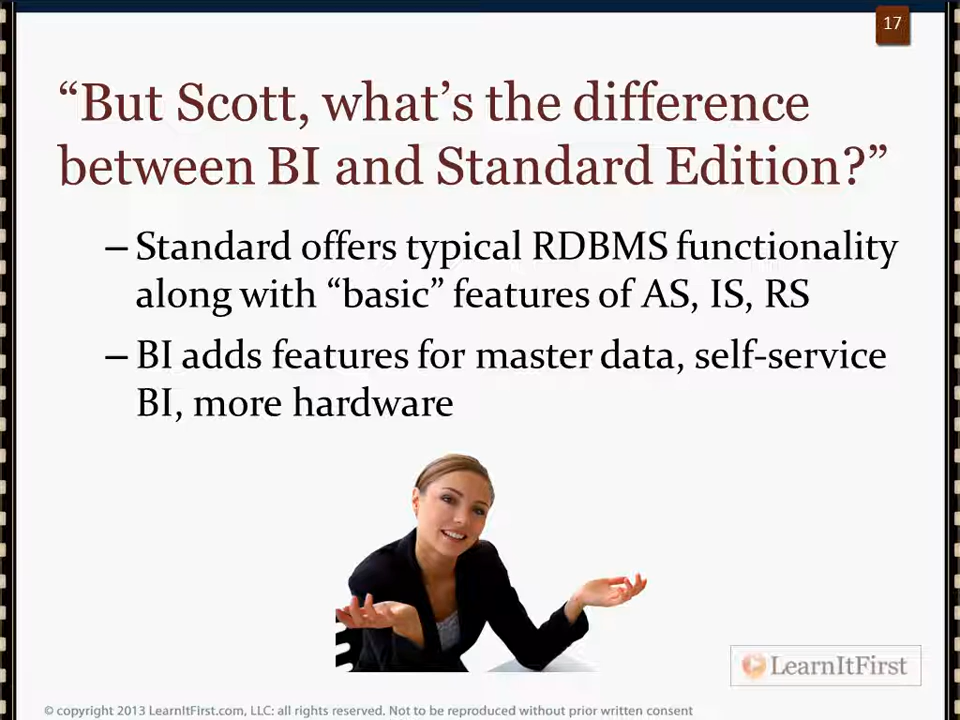 17
“But Scott, what’s the difference
between BI and Standard Edition?”
– Standard offers typical RDBMS functionality
along with “basic” features of AS, IS, RS
– BI adds features for master data, self-service
BI, more hardware
LearnItFirst
© copyright 2013 LearnItFirst.com, LLC: all rights reserved. Not to be reproduced without prior written consent